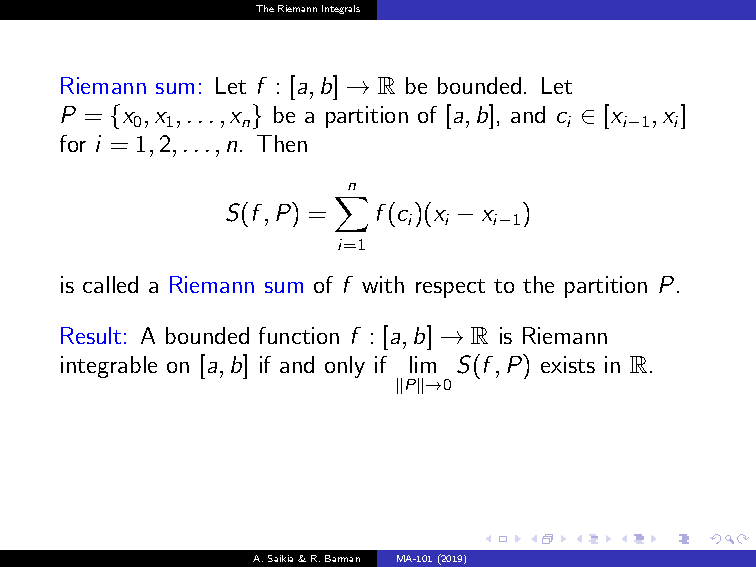 The Riemann Integrals
Riemann sum: Let f : [a, b] → ℝ be bounded. Let
P = {x₀, x₁, . . . , xₙ} be a partition of [a, b], and cᵢ ∈ [xᵢ₋₁, xᵢ]
for i = 1, 2, . . . , n. Then
S(f, P) = ∑ᵢ₌₁ⁿ f(cᵢ)(xᵢ − xᵢ₋₁)
is called a Riemann sum of f with respect to the partition P.
Result: A bounded function f : [a, b] → ℝ is Riemann
integrable on [a, b] if and only if lim S(f, P) exists in ℝ.
‖P‖→0
A. Saikia & R. Barman MA-101 (2019)